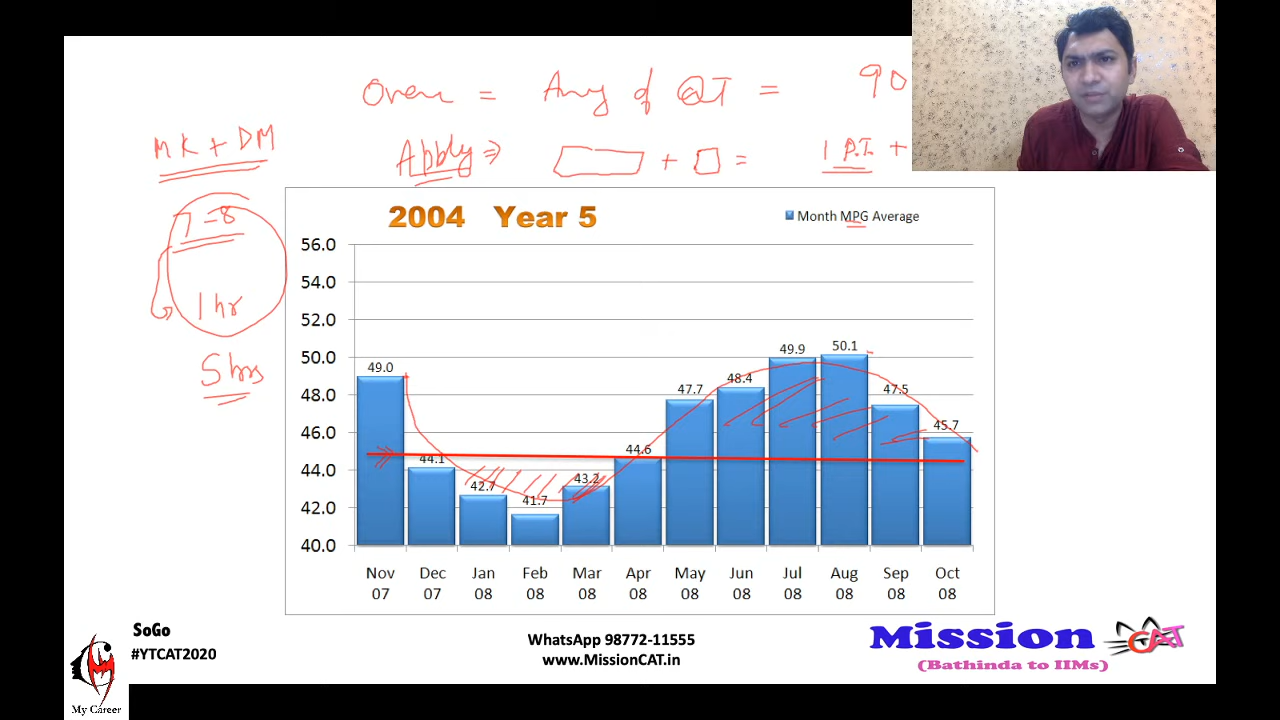 Over = Any of QT = 90
MK + DM
Apply ⇒ + = 1 P.T. +
7 = 8
1 hr
5 hrs
2004 Year 5
Month MPG Average
56.0
54.0
52.0
50.0
48.0
46.0
44.0
42.0
40.0
49.0
44.1
42.7
41.7
43.2
44.6
47.7
48.4
49.9
50.1
47.5
45.7
Nov Dec Jan Feb Mar Apr May Jun Jul Aug Sep Oct
07 07 08 08 08 08 08 08 08 08 08 08
SoGo
#YTCAT2020
My Career
WhatsApp 98772-11555
www.MissionCAT.in
Mission CAT
(Bathinda to IIMs)